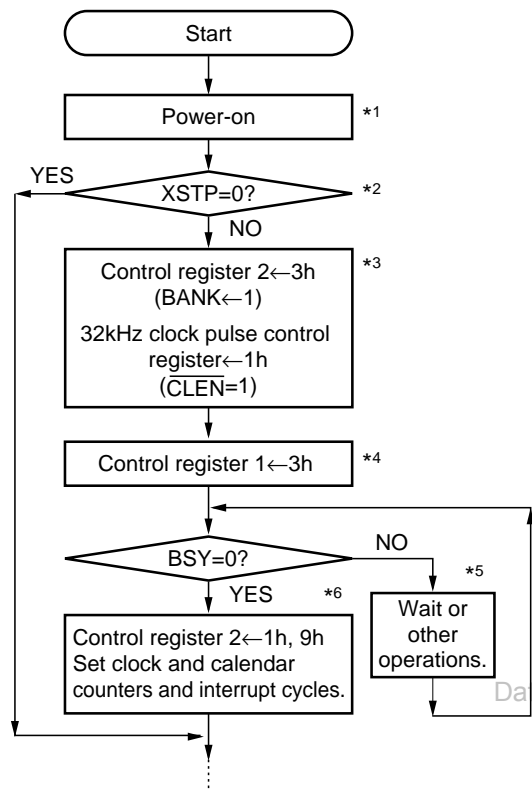 Start
Power-on
*1
YES
XSTP=0?
*2
NO
Control register 2←3h
*3
(BANK←1)
32kHz clock pulse control
register←1h
(C̅L̅E̅N̅=1)
Control register 1←3h
*4
BSY=0?
NO
YES
*6
*5
Control register 2←1h, 9h
Set clock and calendar
counters and interrupt cycles.
Wait or
other
operations.
Dat